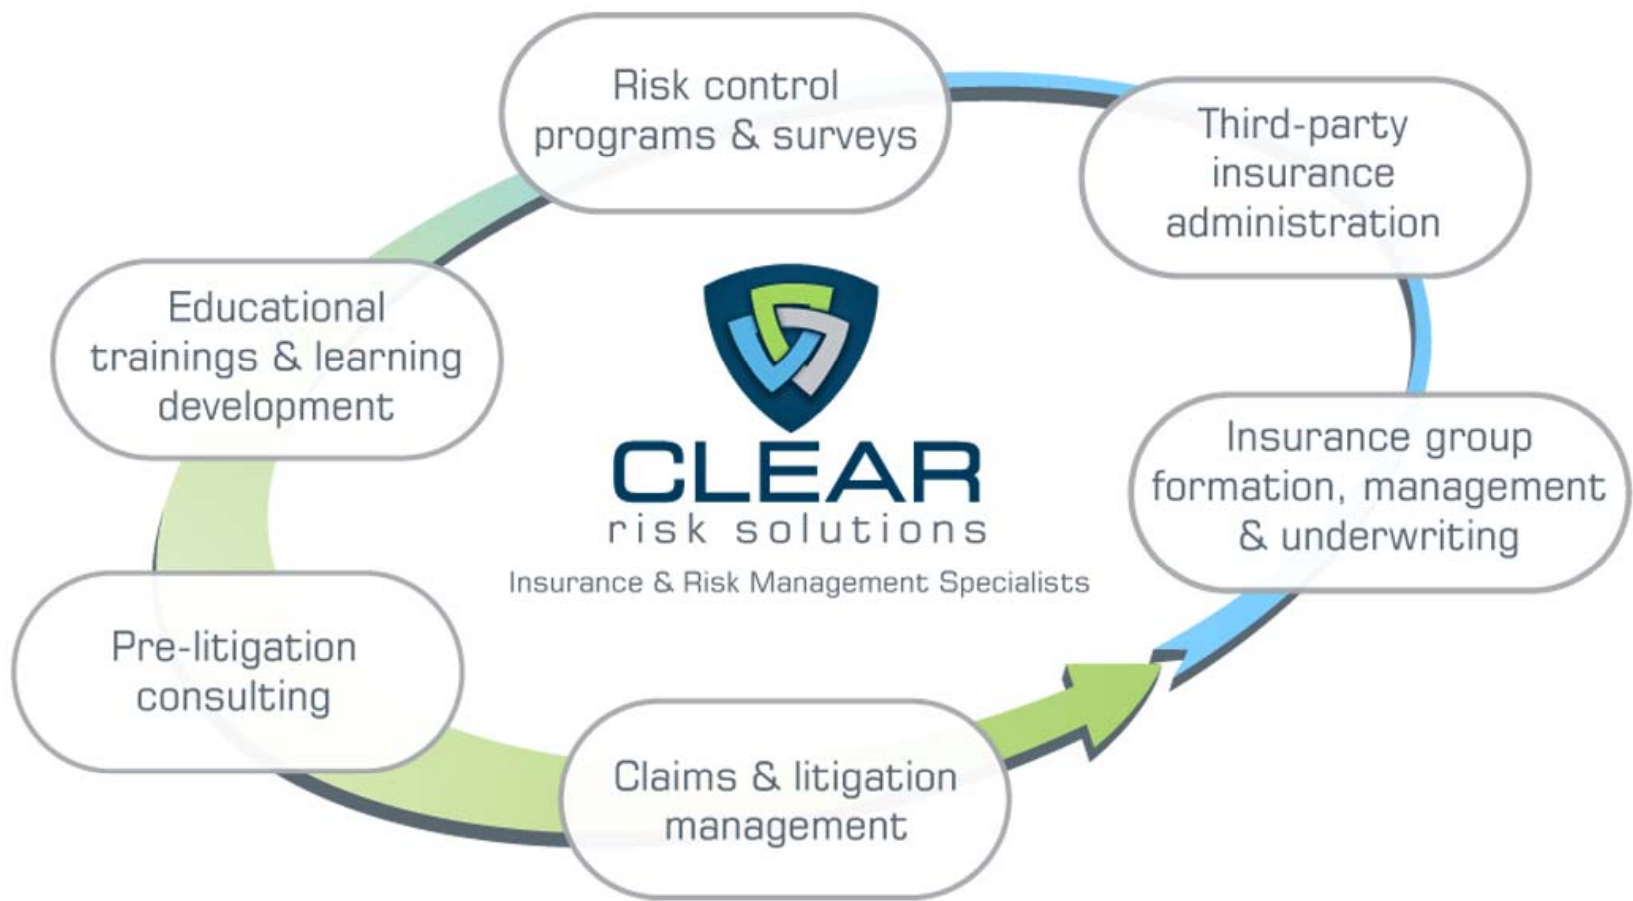 Risk control
programs & surveys
Third-party
insurance
administration
Educational
trainings & learning
development
CLEAR
risk solutions
Insurance & Risk Management Specialists
Insurance group
formation, management
& underwriting
Pre-litigation
consulting
Claims & litigation
management